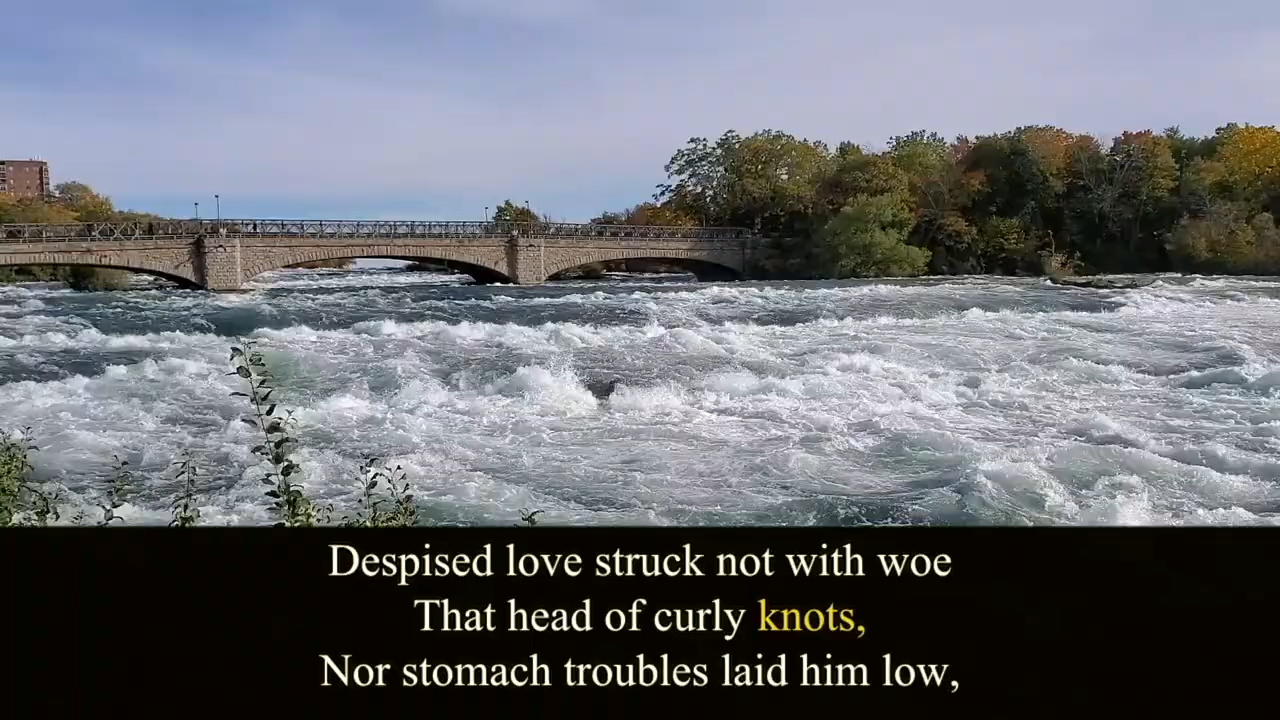 Despised love struck not with woe
That head of curly knots,
Nor stomach troubles laid him low,